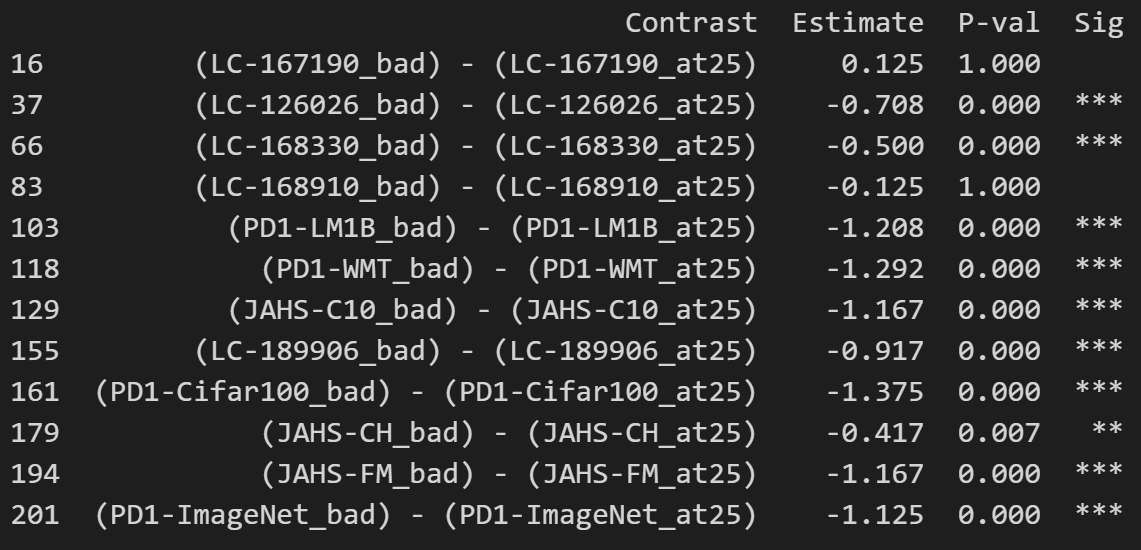 Contrast Estimate P-val Sig
16 (LC-167190_bad) - (LC-167190_at25) 0.125 1.000
37 (LC-126026_bad) - (LC-126026_at25) -0.708 0.000 ***
66 (LC-168330_bad) - (LC-168330_at25) -0.500 0.000 ***
83 (LC-168910_bad) - (LC-168910_at25) -0.125 1.000
103 (PD1-LM1B_bad) - (PD1-LM1B_at25) -1.208 0.000 ***
118 (PD1-WMT_bad) - (PD1-WMT_at25) -1.292 0.000 ***
129 (JAHS-C10_bad) - (JAHS-C10_at25) -1.167 0.000 ***
155 (LC-189906_bad) - (LC-189906_at25) -0.917 0.000 ***
161 (PD1-Cifar100_bad) - (PD1-Cifar100_at25) -1.375 0.000 ***
179 (JAHS-CH_bad) - (JAHS-CH_at25) -0.417 0.007 **
194 (JAHS-FM_bad) - (JAHS-FM_at25) -1.167 0.000 ***
201 (PD1-ImageNet_bad) - (PD1-ImageNet_at25) -1.125 0.000 ***